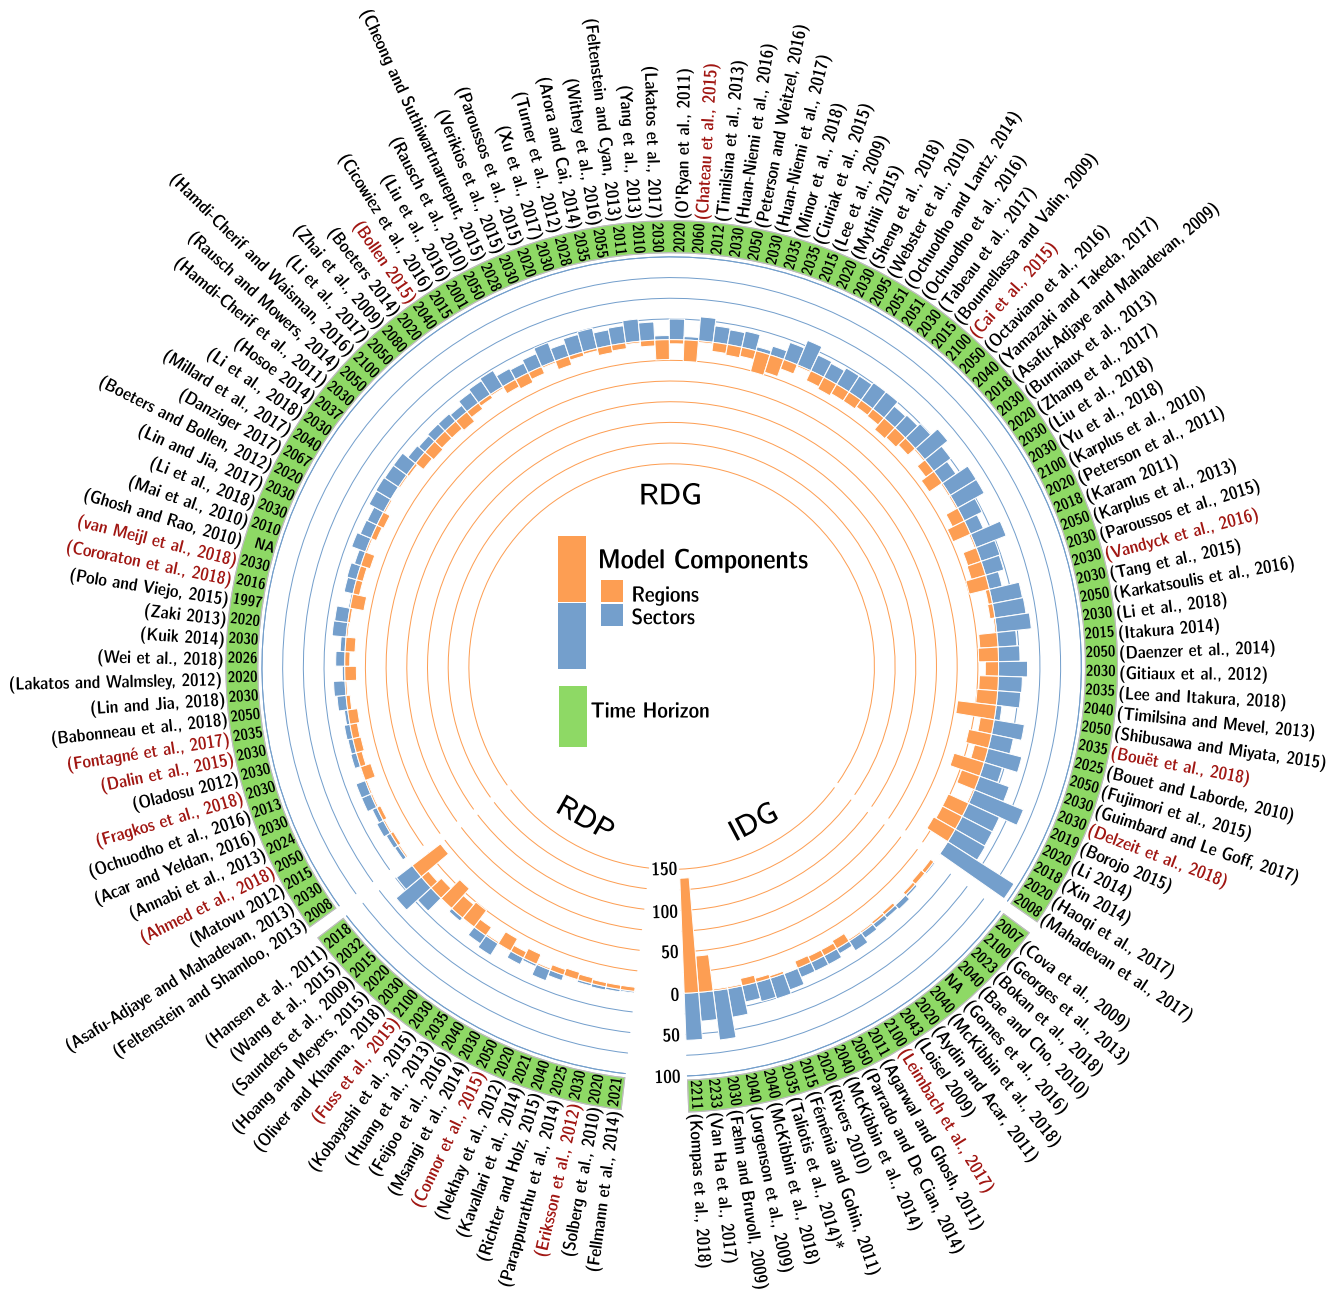 (O'Ryan et al., 2011)
(Chateau et al., 2015)
(Timilsina et al., 2013)
(Huan-Niemi et al., 2016)
(Peterson and Weitzel, 2016)
(Huan-Niemi et al., 2017)
(Minor et al., 2018)
(Ciuriak et al., 2015)
(Lee et al., 2009)
(Mythili 2015)
(Sheng et al., 2018)
(Webster et al., 2010)
(Ochuodho and Lantz, 2014)
(Ochuodho et al., 2016)
(Tabeau et al., 2017)
(Boumellassa and Valin, 2009)
(Cai et al., 2015)
(Octaviano et al., 2016)
(Yamazaki and Takeda, 2017)
(Asafu-Adjaye and Mahadevan, 2009)
(Burniaux et al., 2013)
(Zhang et al., 2017)
(Liu et al., 2018)
(Yu et al., 2018)
(Karplus et al., 2010)
(Peterson et al., 2011)
(Karam 2011)
(Karplus et al., 2013)
(Paroussos et al., 2015)
(Vandyck et al., 2016)
(Tang et al., 2015)
(Karkatsoulis et al., 2016)
(Li et al., 2018)
(Itakura 2014)
(Daenzer et al., 2014)
(Gitiaux et al., 2012)
(Lee and Itakura, 2018)
(Timilsina and Mevel, 2013)
(Shibusawa and Miyata, 2015)
(Bouët et al., 2018)
(Bouet and Laborde, 2010)
(Fujimori et al., 2015)
(Guimbard and Le Goff, 2017)
(Delzeit et al., 2018)
(Borojo 2015)
(Li 2014)
(Xin 2014)
(Haoqi et al., 2017)
(Mahadevan et al., 2017)
(Cova et al., 2009)
(Georges et al., 2013)
(Bokan et al., 2018)
(Bae and Cho, 2010)
(Gomes et al., 2016)
(McKibbin et al., 2018)
(Aydin and Acar, 2011)
(Loisel 2009)
(Leimbach et al., 2017)
(Agarwal and Ghosh, 2011)
(Parrado and De Cian, 2014)
(McKibbin et al., 2014)
(Rivers 2010)
(Féménia and Gohin, 2011)
(Taliotis et al., 2014)*
(McKibbin et al., 2018)
(Jorgenson et al., 2009)
(Fæhn and Bruvoll, 2009)
(Van Ha et al., 2017)
(Kompas et al., 2018)
(Fellmann et al., 2014)
(Solberg et al., 2010)
(Eriksson et al., 2012)
(Parappurathu et al., 2014)
(Richter and Holz, 2015)
(Kavallari et al., 2014)
(Nekhay et al., 2012)
(Connor et al., 2015)
(Msangi et al., 2014)
(Feijoo et al., 2016)
(Huang et al., 2013)
(Kobayashi et al., 2015)
(Fuss et al., 2015)
(Oliver and Khanna, 2018)
(Hoang and Meyers, 2015)
(Saunders et al., 2009)
(Wang et al., 2015)
(Hansen et al., 2011)
(Feltenstein and Shamloo, 2013)
(Asafu-Adjaye and Mahadevan, 2013)
(Matovu 2012)
(Ahmed et al., 2018)
(Annabi et al., 2013)
(Acar and Yeldan, 2016)
(Ochuodho et al., 2016)
(Fragkos et al., 2018)
(Oladosu 2012)
(Dalin et al., 2015)
(Fontagné et al., 2017)
(Babonneau et al., 2018)
(Lin and Jia, 2018)
(Lakatos and Walmsley, 2012)
(Wei et al., 2018)
(Kuik 2014)
(Zaki 2013)
(Polo and Viejo, 2015)
(Cororaton et al., 2018)
(van Meijl et al., 2018)
(Ghosh and Rao, 2010)
(Mai et al., 2010)
(Li et al., 2018)
(Lin and Jia, 2017)
(Boeters and Bollen, 2012)
(Danziger 2017)
(Millard et al., 2017)
(Li et al., 2018)
(Hosoe 2014)
(Hamdi-Cherif et al., 2011)
(Rausch and Mowers, 2014)
(Hamdi-Cherif and Waisman, 2016)
(Li et al., 2017)
(Zhai et al., 2009)
(Boeters 2014)
(Bollen 2015)
(Cicowiez et al., 2016)
(Liu et al., 2016)
(Rausch et al., 2010)
(Cheong and Suthiwartnarueput, 2015)
(Verikios et al., 2015)
(Paroussos et al., 2015)
(Xu et al., 2017)
(Turner et al., 2012)
(Arora and Cai, 2014)
(Withey et al., 2016)
(Feltenstein and Cyan, 2013)
(Yang et al., 2013)
(Lakatos et al., 2017)
RDG
Model Components
Regions
Sectors
Time Horizon
RDP
IDG
150
100
50
0
50
100